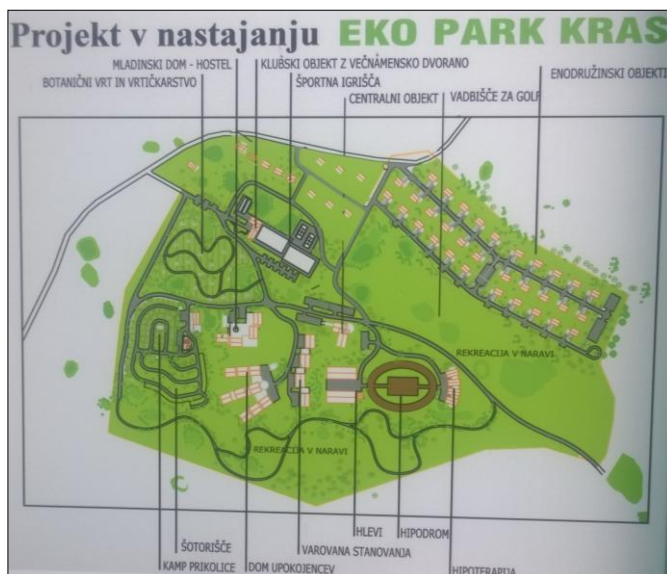 Projekt v nastajanju EKO PARK KRAS
MLADINSKI DOM - HOSTEL
KLUBSKI OBJEKT Z VEČNAMENSKO DVORANO
BOTANIČNI VRT IN VRTIČKARSTVO
ŠPORTNA IGRIŠČA
ENODRUŽINSKI OBJEKTI
CENTRALNI OBJEKT
VADBIŠČE ZA GOLF
REKREACIJA V NARAVI
REKREACIJA V NARAVI
HLEVI
HIPODROM
ŠOTORIŠČE
VAROVANA STANOVANJA
KAMP PRIKOLICE
DOM UPOKOJENCEV
HIPOTERAPIJA